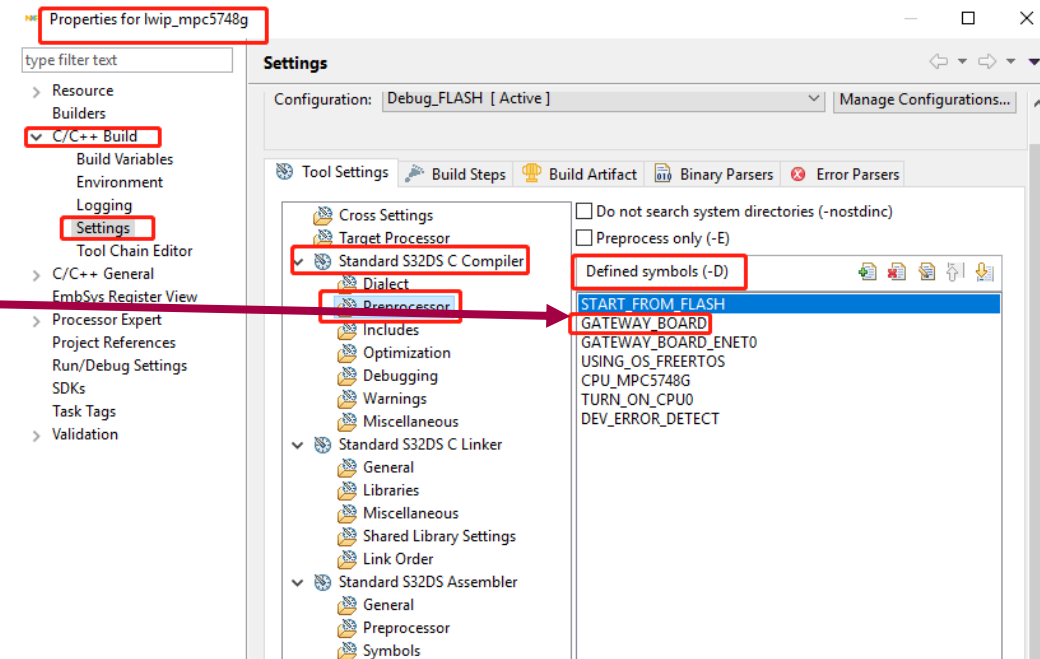 NXP Properties for lwip_mpc5748g
type filter text
Resource
Builders
C/C++ Build
Build Variables
Environment
Logging
Settings
Tool Chain Editor
C/C++ General
EmbSys Register View
Processor Expert
Project References
Run/Debug Settings
SDKs
Task Tags
Validation
Settings
Configuration: Debug_FLASH [ Active ] Manage Configurations...
Tool Settings Build Steps Build Artifact 010 Binary Parsers Error Parsers
Cross Settings
Target Processor
Standard S32DS C Compiler
Dialect
Preprocessor
Includes
Optimization
Debugging
Warnings
Miscellaneous
Standard S32DS C Linker
General
Libraries
Miscellaneous
Shared Library Settings
Link Order
Standard S32DS Assembler
General
Preprocessor
Symbols
Do not search system directories (-nostdinc)
Preprocess only (-E)
Defined symbols (-D)
START_FROM_FLASH
GATEWAY_BOARD
GATEWAY_BOARD_ENET0
USING_OS_FREERTOS
CPU_MPC5748G
TURN_ON_CPU0
DEV_ERROR_DETECT